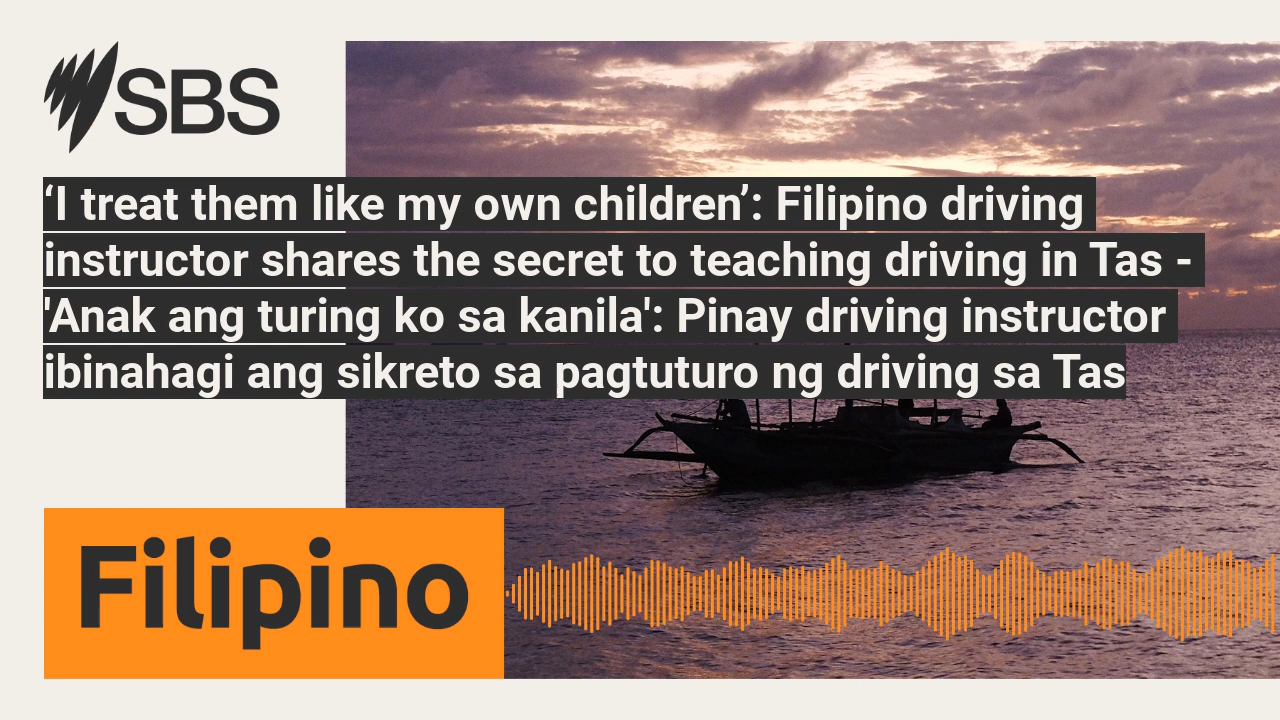 SBS
‘I treat them like my own children’: Filipino driving
instructor shares the secret to teaching driving in Tas -
'Anak ang turing ko sa kanila': Pinay driving instructor
ibinahagi ang sikreto sa pagtuturo ng driving sa Tas
Filipino